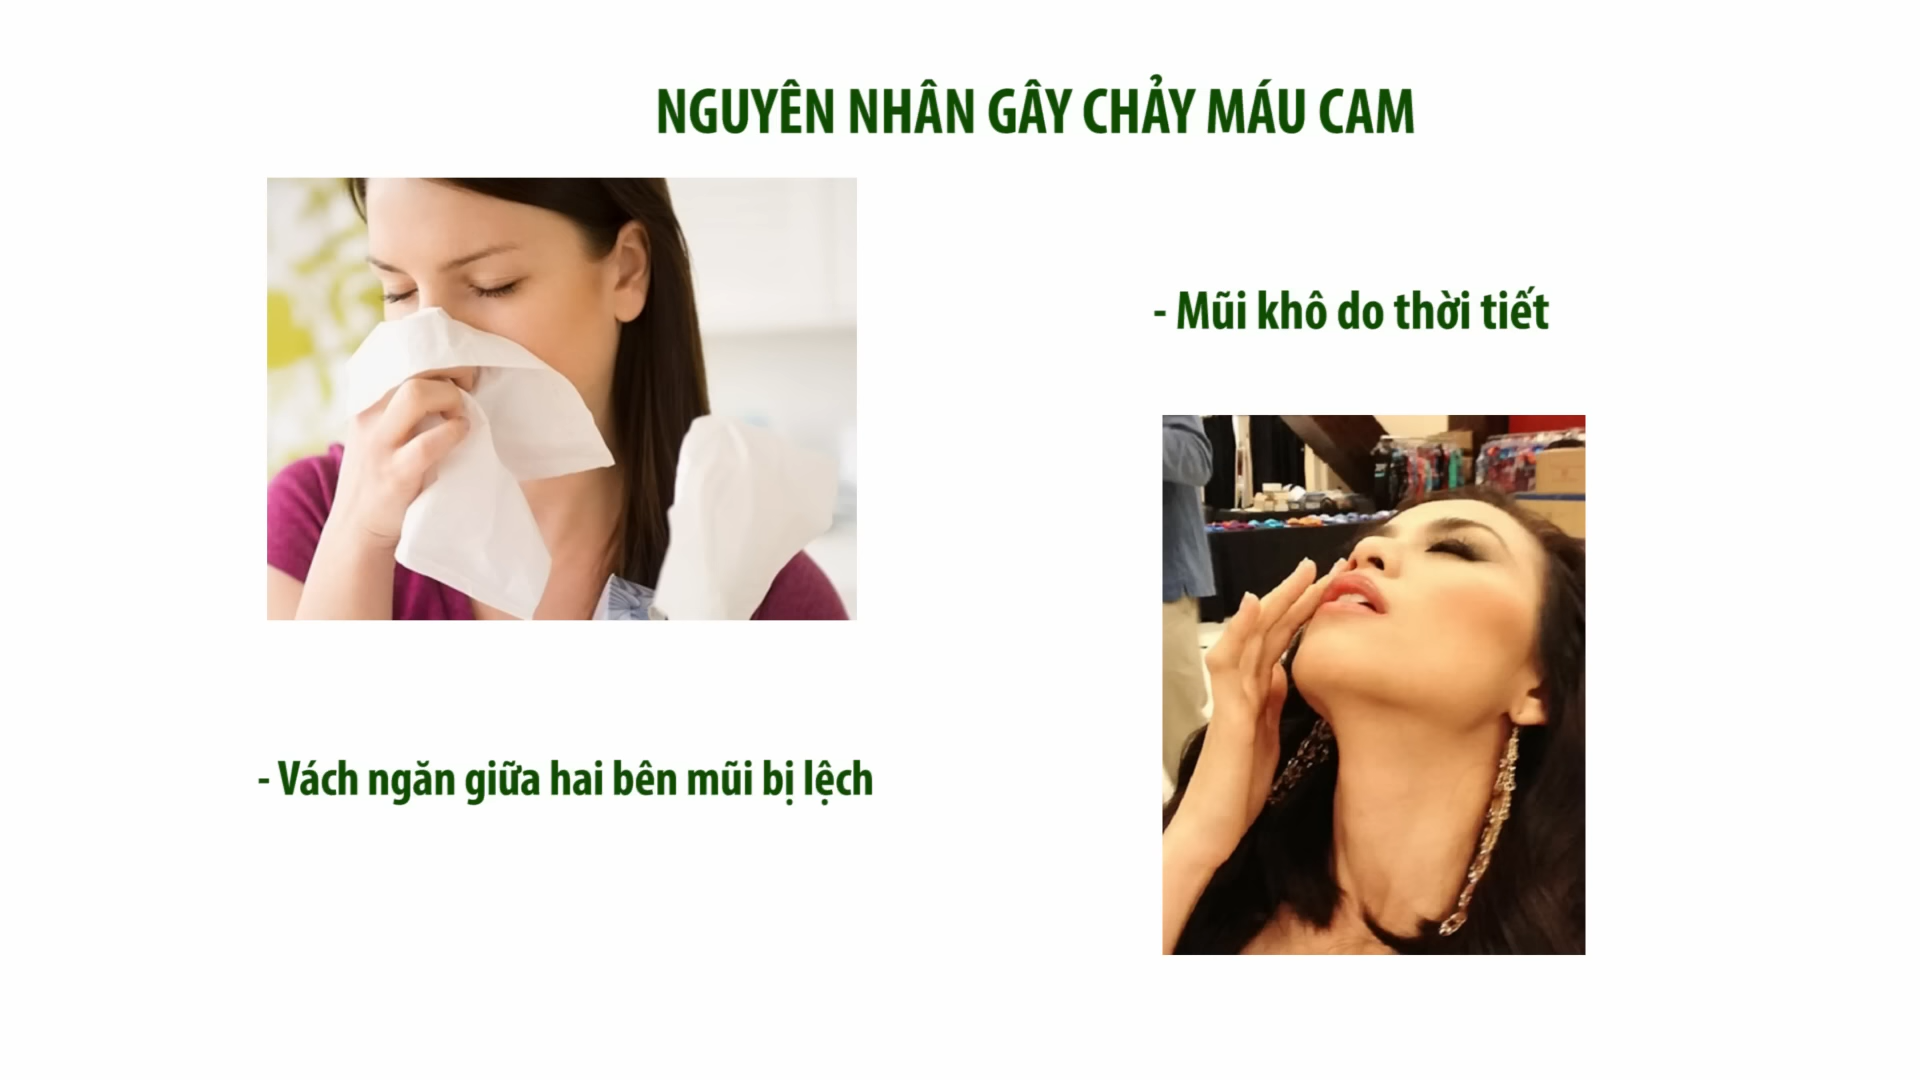 NGUYÊN NHÂN GÂY CHẢY MÁU CAM
- Mũi khô do thời tiết
- Vách ngăn giữa hai bên mũi bị lệch